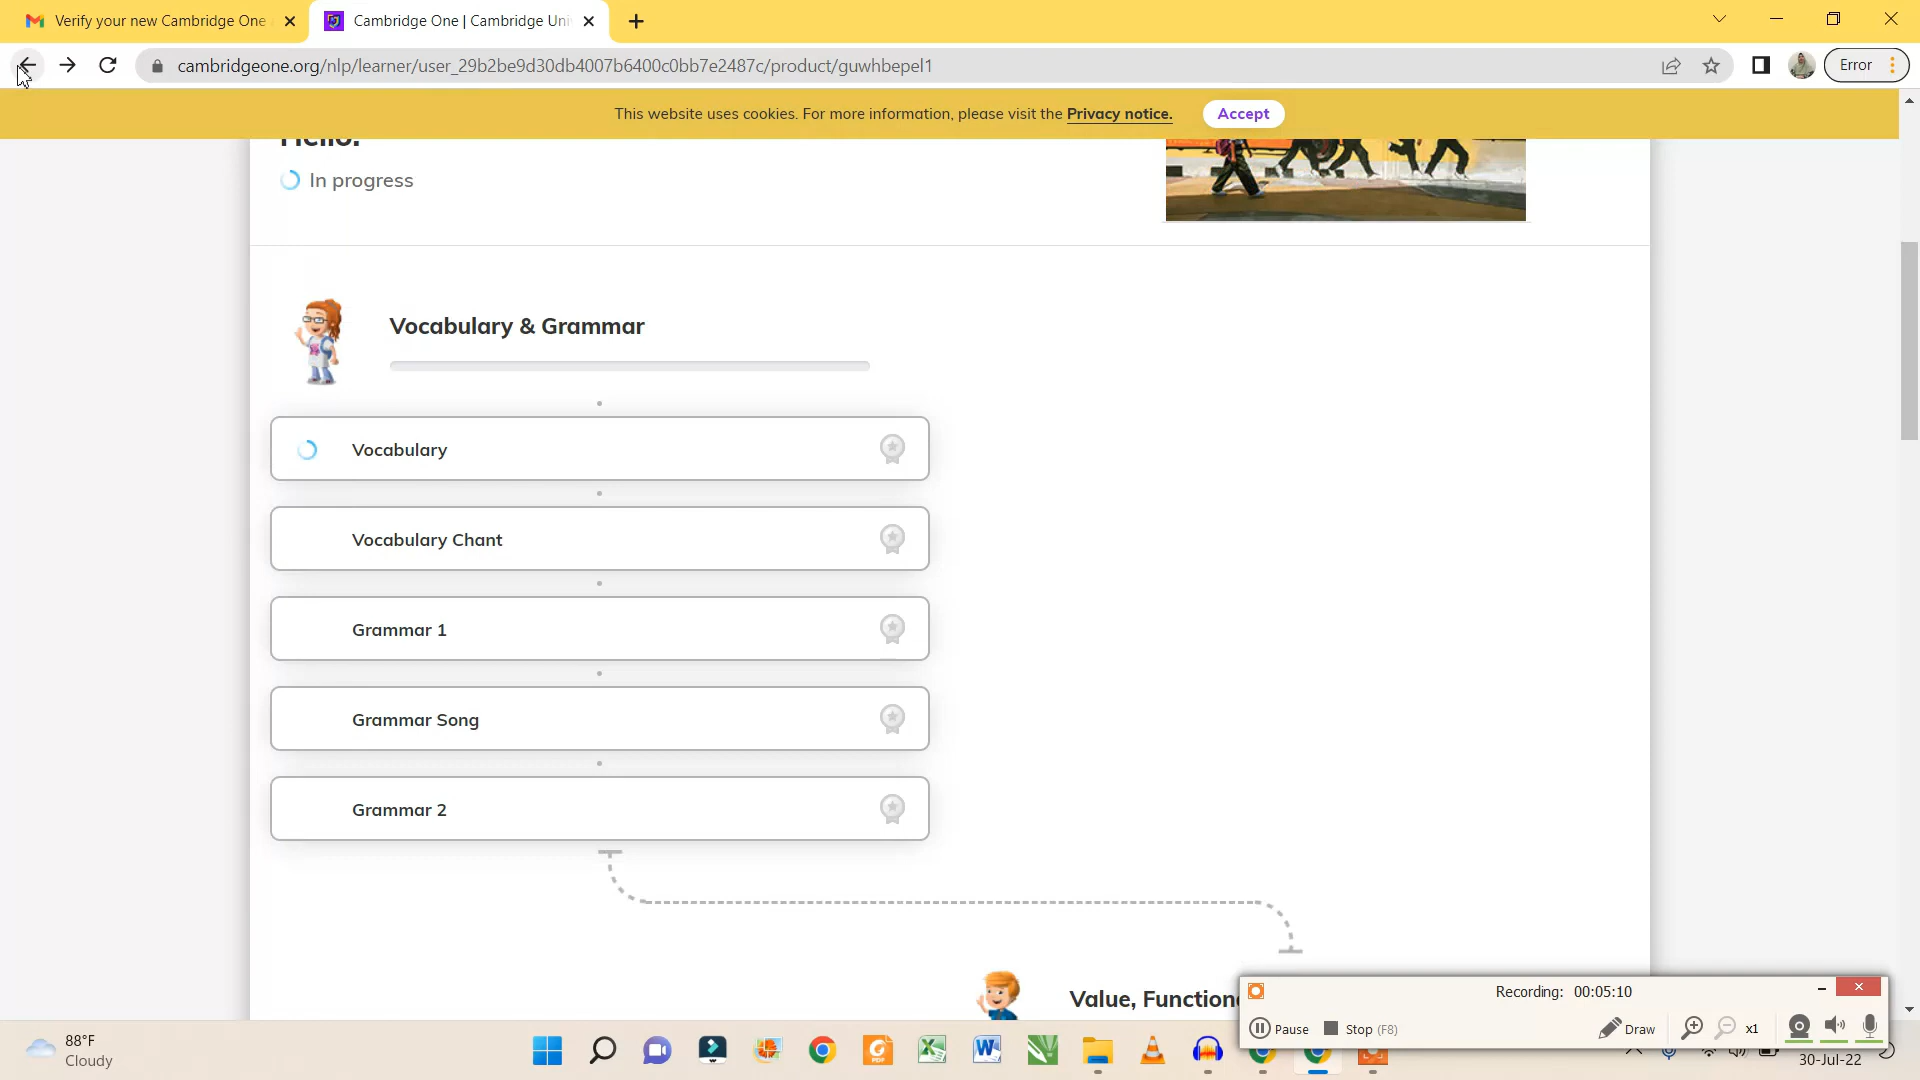 Verify your new Cambridge One
Cambridge One | Cambridge Uni
cambridgeone.org/nlp/learner/user_29b2be9d30db4007b6400c0bb7e2487c/product/guwhbepel1
Error
This website uses cookies. For more information, please visit the Privacy notice.
Accept
Hello!
In progress
Vocabulary & Grammar
Vocabulary
Vocabulary Chant
Grammar 1
Grammar Song
Grammar 2
Value, Function
Recording: 00:05:10
Pause
Stop (F8)
Draw
x1
88°F
Cloudy
30-Jul-22